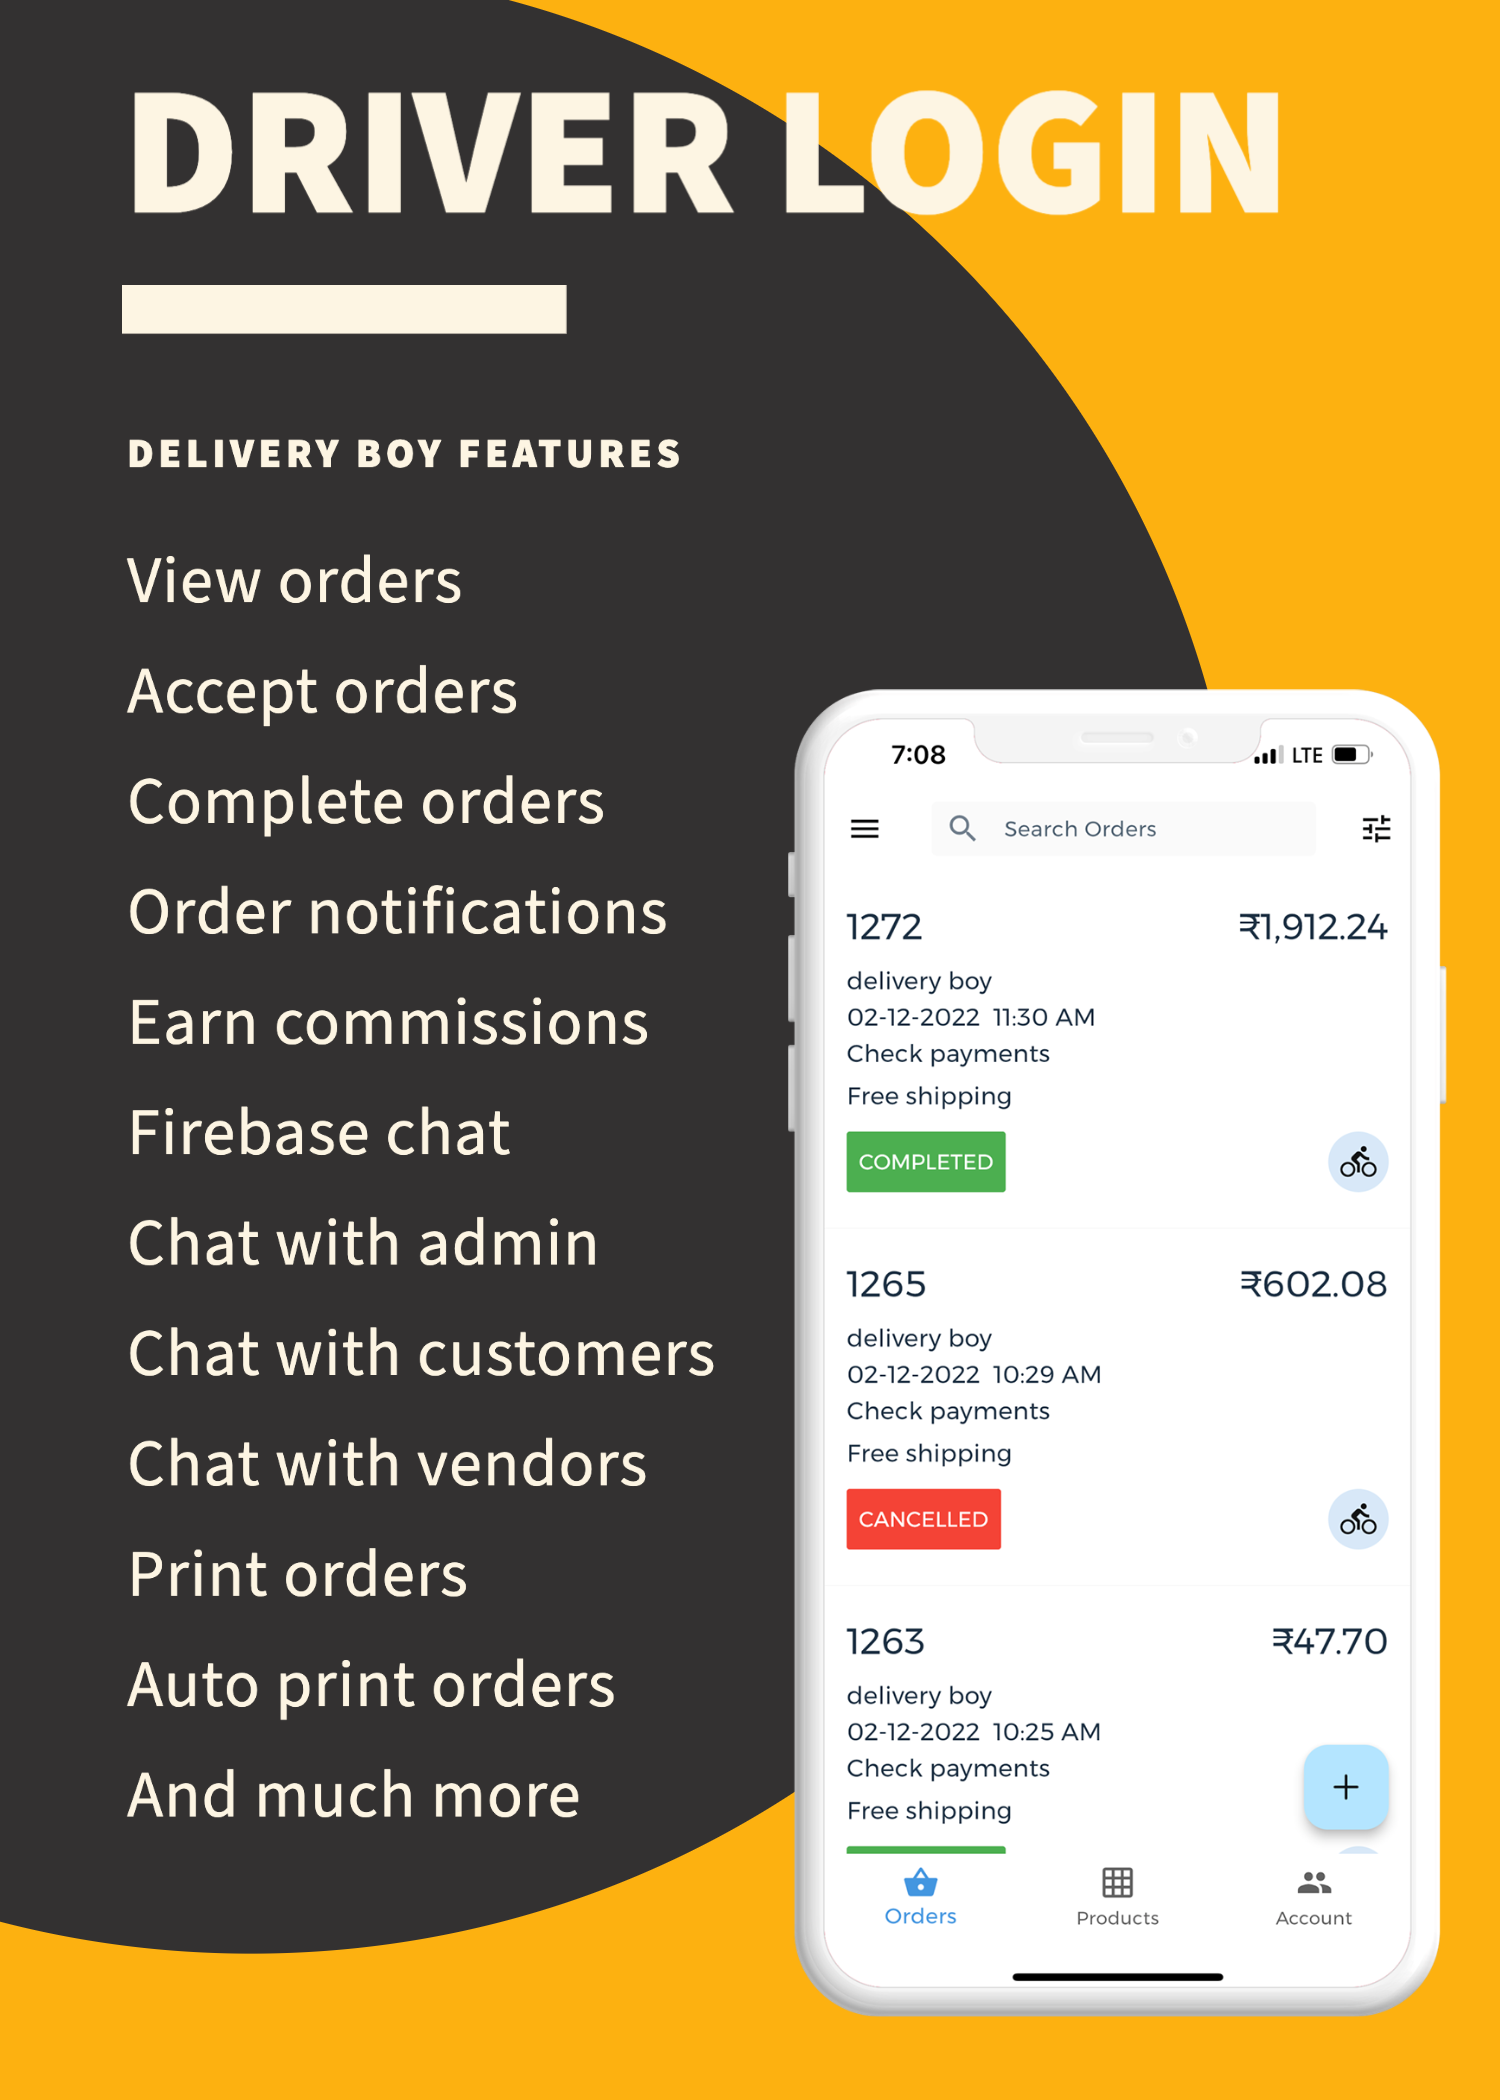 DRIVER LOGIN
DELIVERY BOY FEATURES
View orders
Accept orders
Complete orders
Order notifications
Earn commissions
Firebase chat
Chat with admin
Chat with customers
Chat with vendors
Print orders
Auto print orders
And much more
7:08 LTE
Search Orders
1272 ₹1,912.24
delivery boy
02-12-2022 11:30 AM
Check payments
Free shipping
COMPLETED
1265 ₹602.08
delivery boy
02-12-2022 10:29 AM
Check payments
Free shipping
CANCELLED
1263 ₹47.70
delivery boy
02-12-2022 10:25 AM
Check payments
Free shipping
+
Orders Products Account